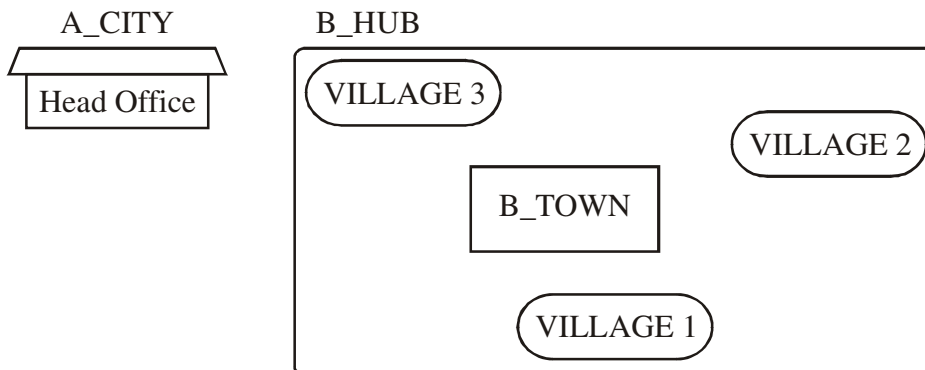 A_CITY
B_HUB
Head Office
VILLAGE 3
VILLAGE 2
B_TOWN
VILLAGE 1